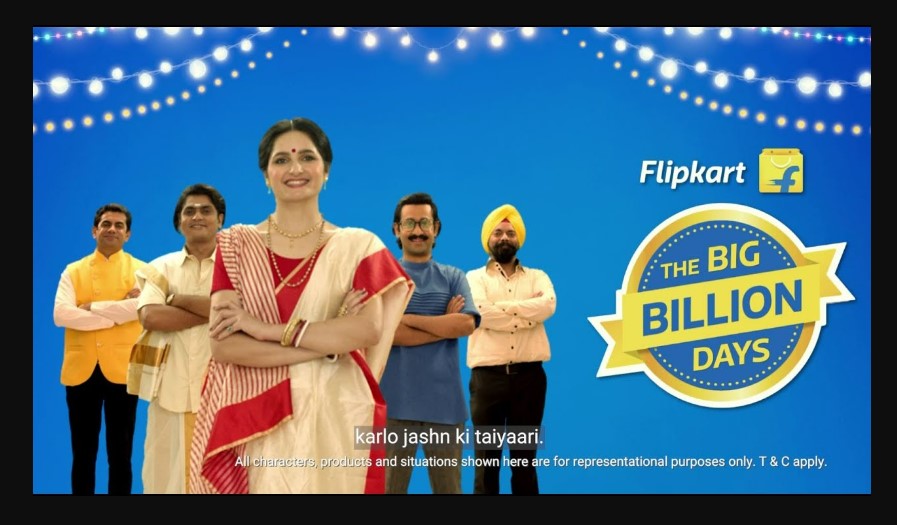 Flipkart
THE BIG
BILLION
DAYS
karlo jashn ki taiyaari.
All characters, products and situations shown here are for representational purposes only. T & C apply.